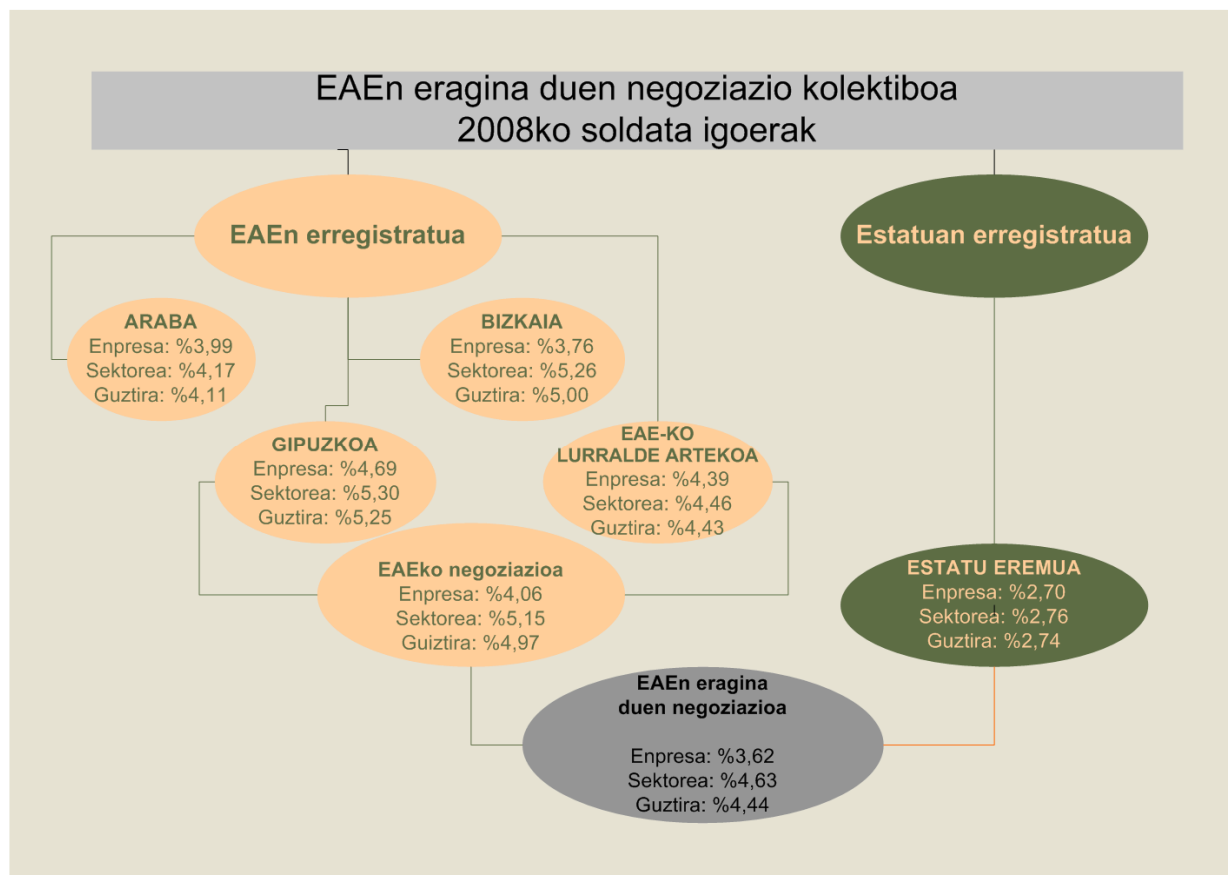 EAEn eragina duen negoziazio kolektiboa
2008ko soldata igoerak
EAEn erregistratua
Estatuan erregistratua
ARABA
Enpresa: %3,99
Sektorea: %4,17
Guztira: %4,11
BIZKAIA
Enpresa: %3,76
Sektorea: %5,26
Guztira: %5,00
GIPUZKOA
Enpresa: %4,69
Sektorea: %5,30
Guztira: %5,25
EAE-KO
LURRALDE ARTEKOA
Enpresa: %4,39
Sektorea: %4,46
Guztira: %4,43
EAEko negoziazioa
Enpresa: %4,06
Sektorea: %5,15
Guiztira: %4,97
ESTATU EREMUA
Enpresa: %2,70
Sektorea: %2,76
Guztira: %2,74
EAEn eragina
duen negoziazioa
Enpresa: %3,62
Sektorea: %4,63
Guztira: %4,44